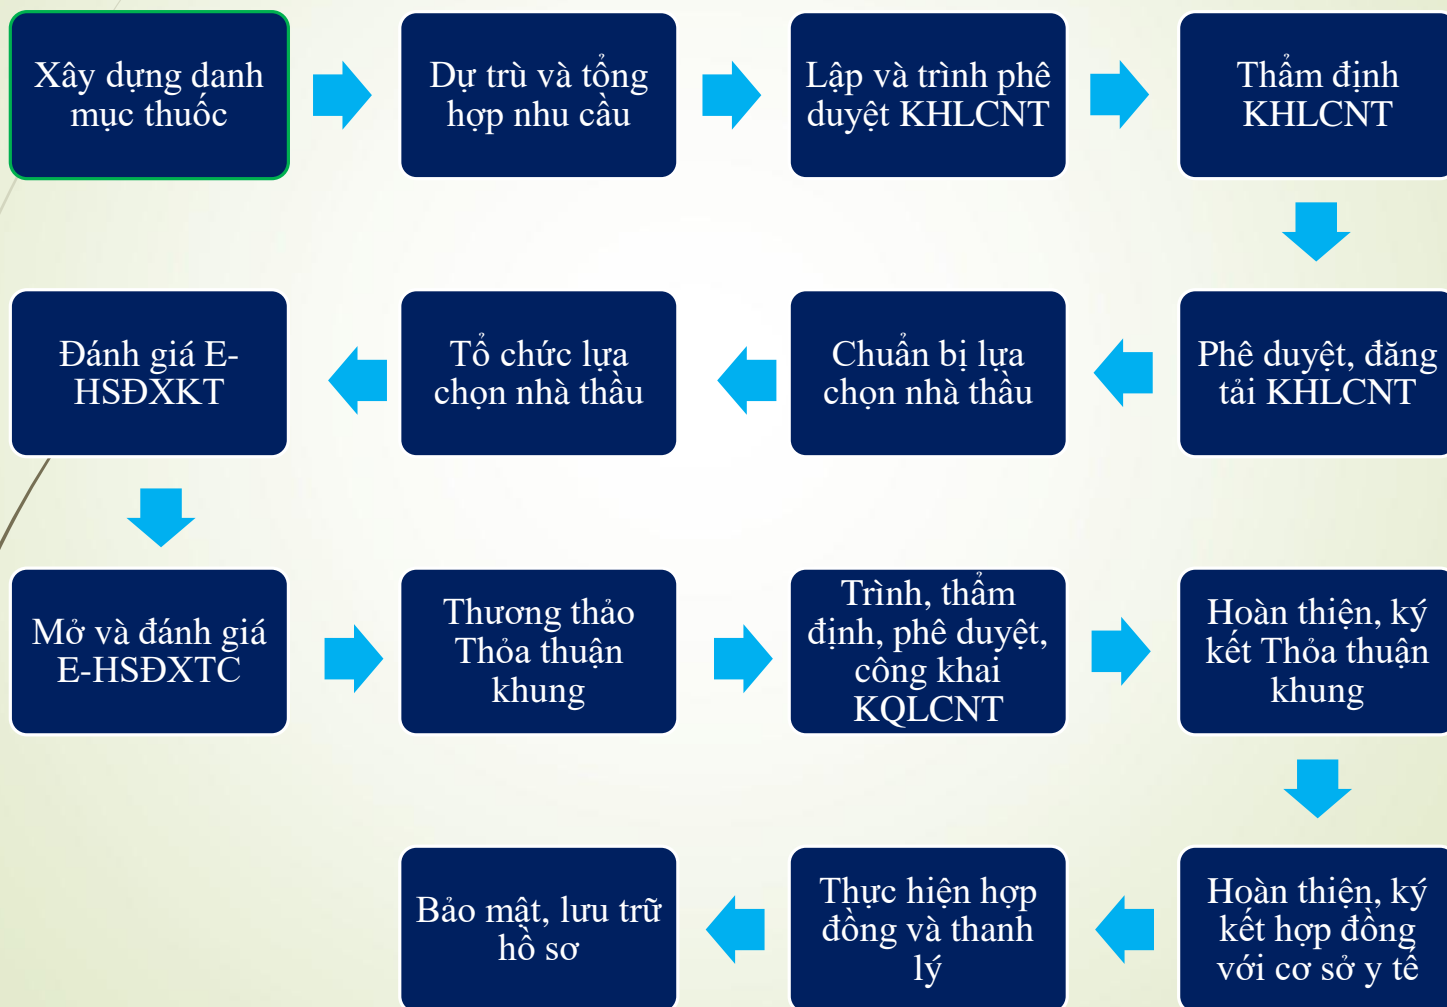 Xây dựng danh
mục thuốc
Dự trù và tổng
hợp nhu cầu
Lập và trình phê
duyệt KHLCNT
Thẩm định
KHLCNT
Phê duyệt, đăng
tải KHLCNT
Chuẩn bị lựa
chọn nhà thầu
Tổ chức lựa
chọn nhà thầu
Đánh giá E-
HSĐXKT
Mở và đánh giá
E-HSĐXTC
Thương thảo
Thỏa thuận
khung
Trình, thẩm
định, phê duyệt,
công khai
KQLCNT
Hoàn thiện, ký
kết Thỏa thuận
khung
Hoàn thiện, ký
kết hợp đồng
với cơ sở y tế
Thực hiện hợp
đồng và thanh
lý
Bảo mật, lưu trữ
hồ sơ